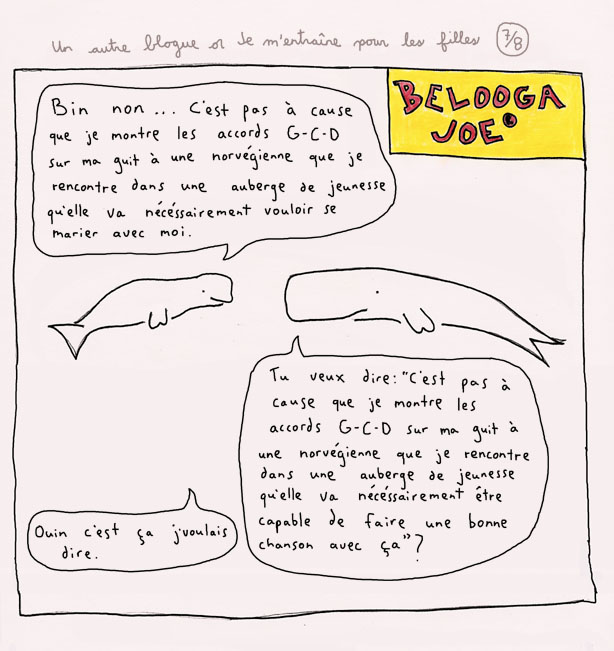 Un autre blogue or Je m'entraîne pour les filles 7/8
BELOOGA
JOE
Bin non... C'est pas à cause
que je montre les accords G-C-D
sur ma guit à une norvégienne que je
rencontre dans une auberge de jeunesse
qu'elle va nécéssairement vouloir se
marier avec moi.
Tu veux dire: "C'est pas à
cause que je montre les
accords G-C-D sur ma guit à
une norvégienne que je rencontre
dans une auberge de jeunesse
qu'elle va nécéssairement être
capable de faire une bonne
chanson avec ça"?
Ouin c'est ça j'voulais
dire.